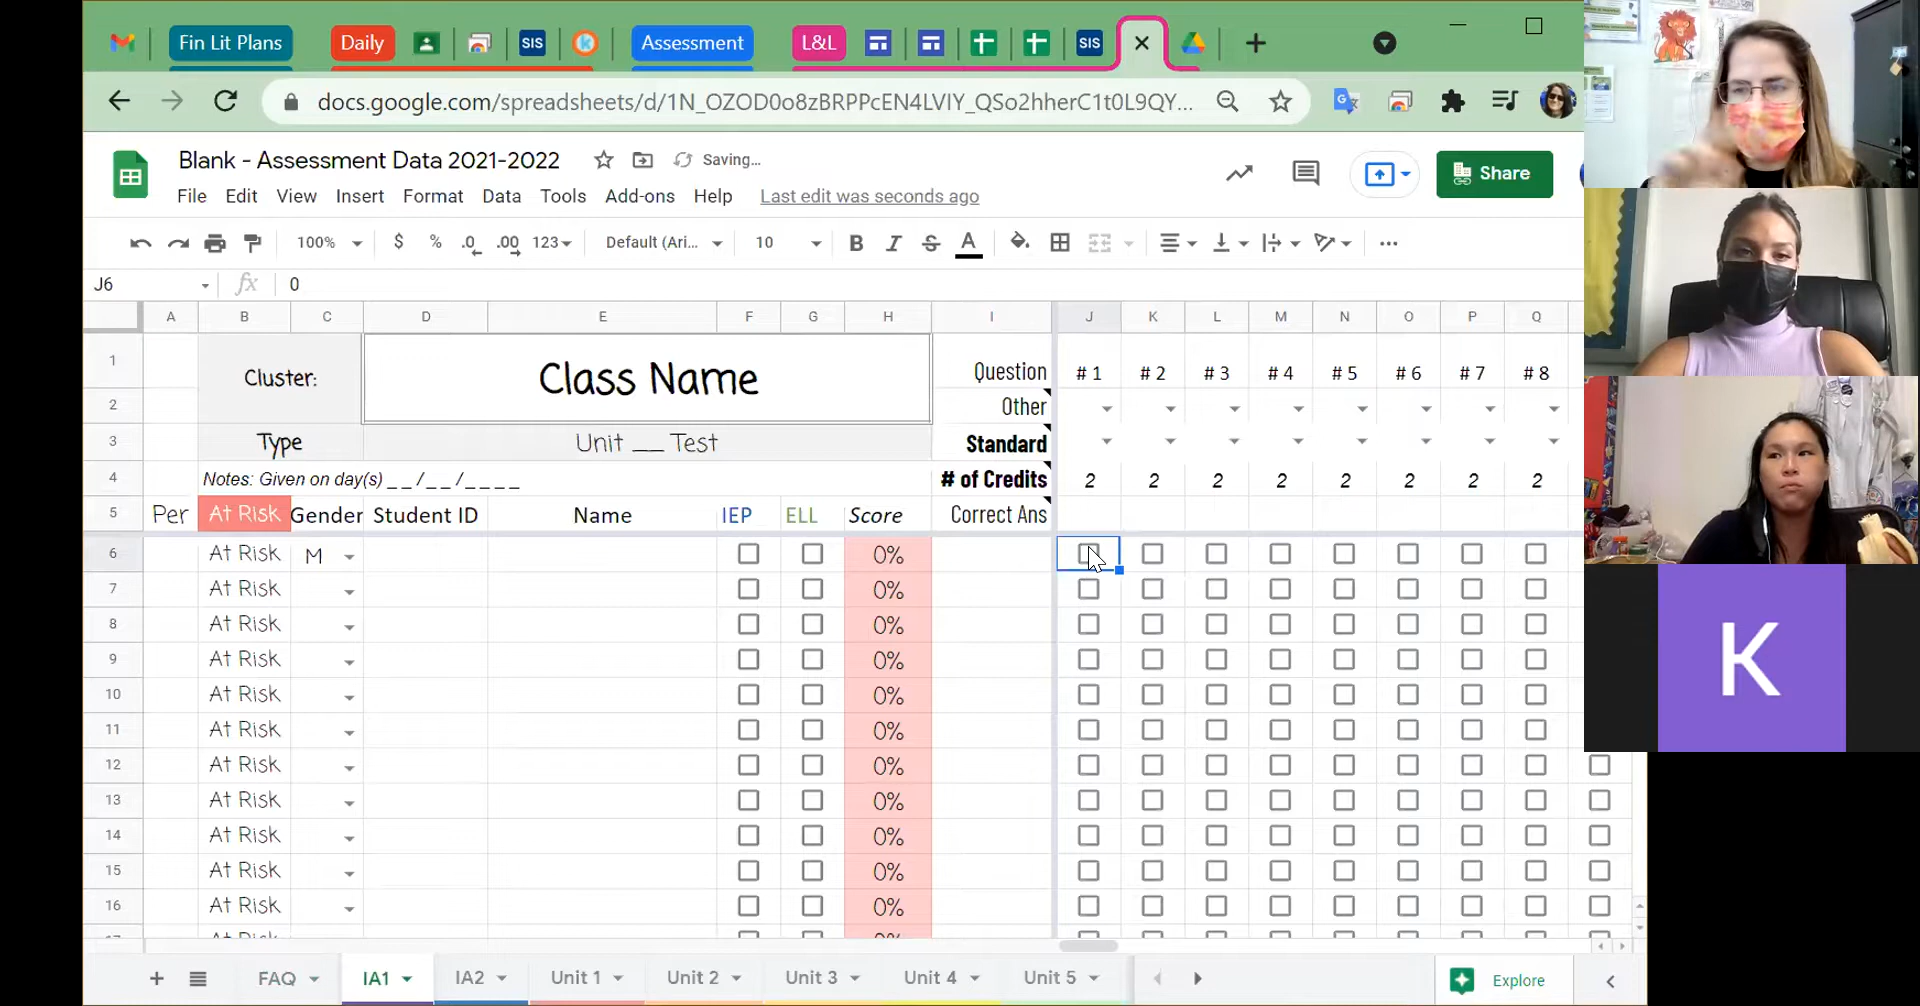 Fin Lit Plans Daily SIS Assessment L&L SIS
docs.google.com/spreadsheets/d/1N_OZOD0o8zBRPPcEN4LVIY_QSo2hherC1t0L9QY...
Blank - Assessment Data 2021-2022 Saving...
File Edit View Insert Format Data Tools Add-ons Help Last edit was seconds ago
Share
100% $ % .0 .00 123 Default (Ari... 10 B I S A
J6 fx 0
A B C D E F G H I J K L M N O P Q
1 Cluster: Class Name Question # 1 # 2 # 3 # 4 # 5 # 6 # 7 # 8
2 Other
3 Type Unit __ Test Standard
4 Notes: Given on day(s) _ _ /_ _ /_ _ _ _ # of Credits 2 2 2 2 2 2 2 2
5 Per At Risk Gender Student ID Name IEP ELL Score Correct Ans
6 At Risk M 0%
7 At Risk 0%
8 At Risk 0%
9 At Risk 0%
10 At Risk 0%
11 At Risk 0%
12 At Risk 0%
13 At Risk 0%
14 At Risk 0%
15 At Risk 0%
16 At Risk 0%
FAQ IA1 IA2 Unit 1 Unit 2 Unit 3 Unit 4 Unit 5 Explore
K